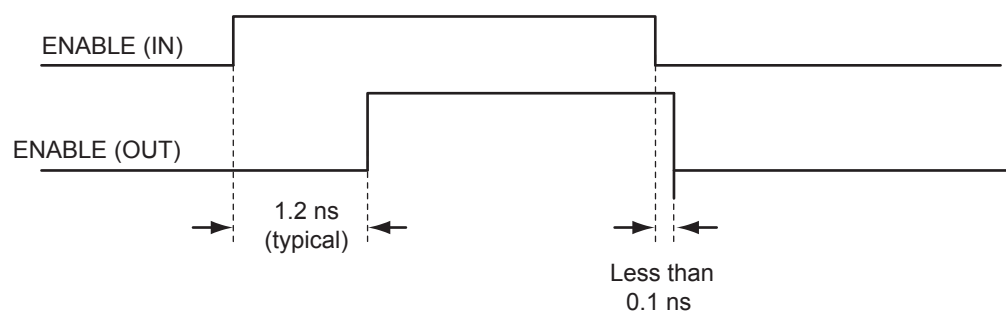 ENABLE (IN)
ENABLE (OUT)
1.2 ns
(typical)
Less than
0.1 ns